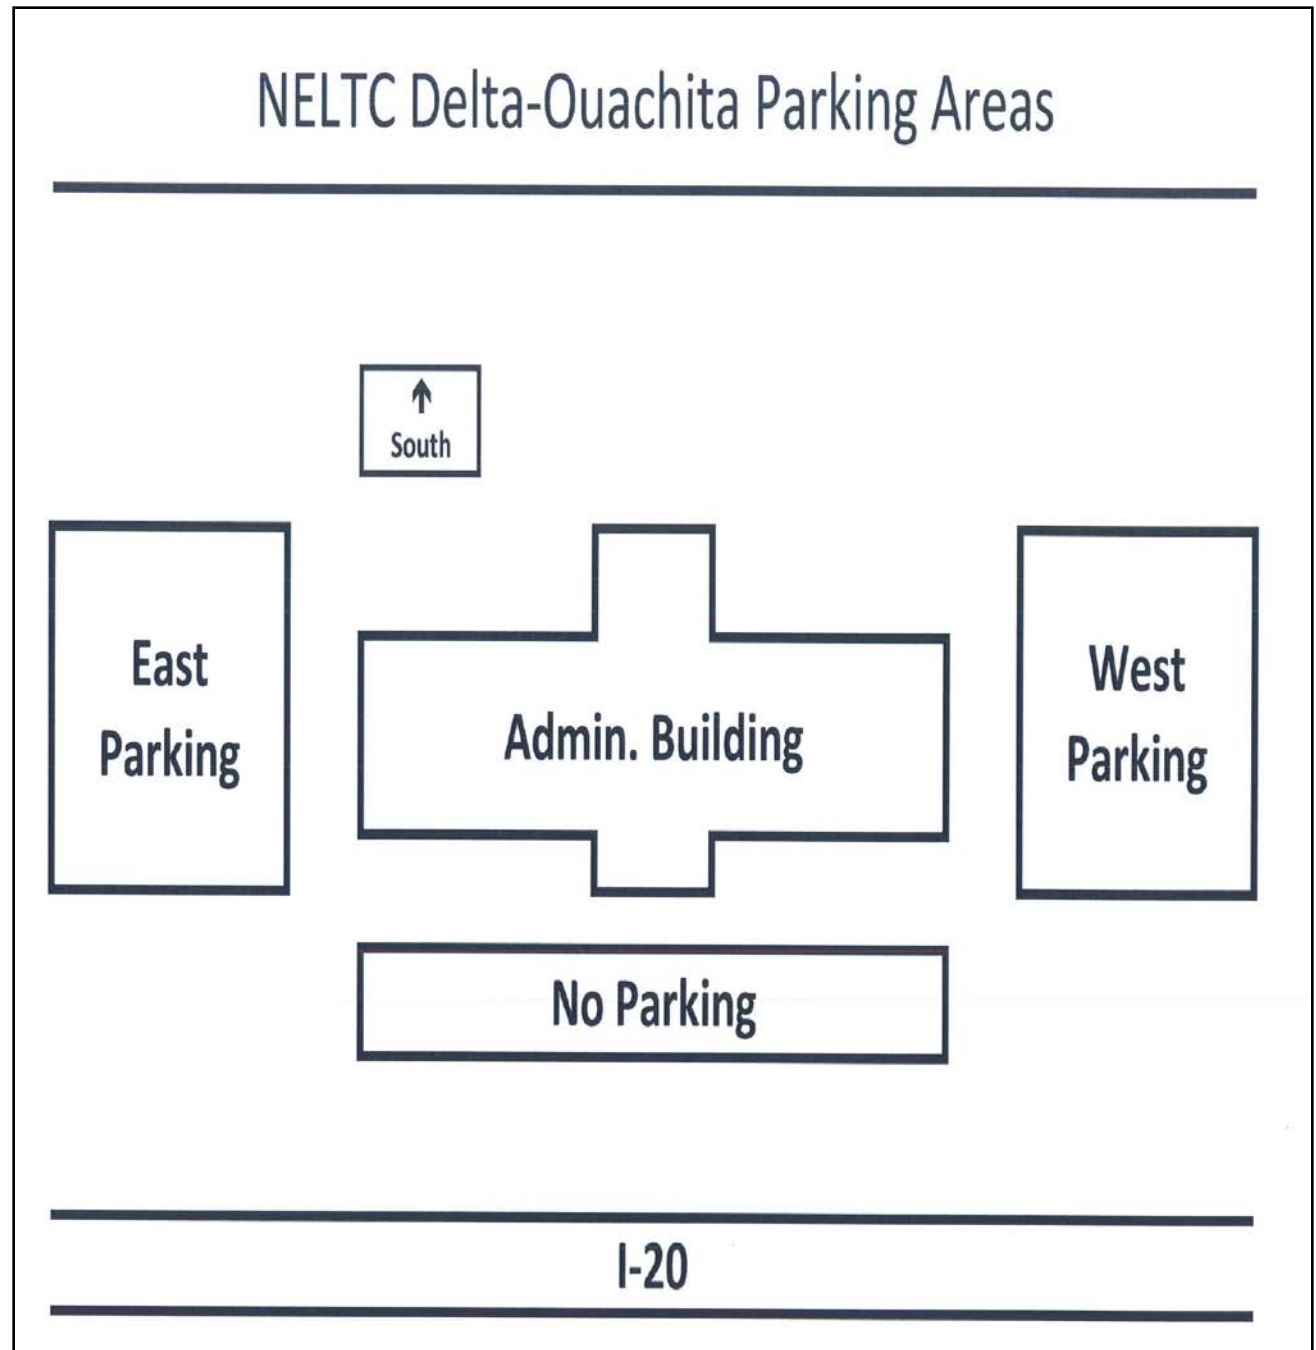 NELTC Delta-Ouachita Parking Areas
↑
South
East
Parking
Admin. Building
West
Parking
No Parking
I-20